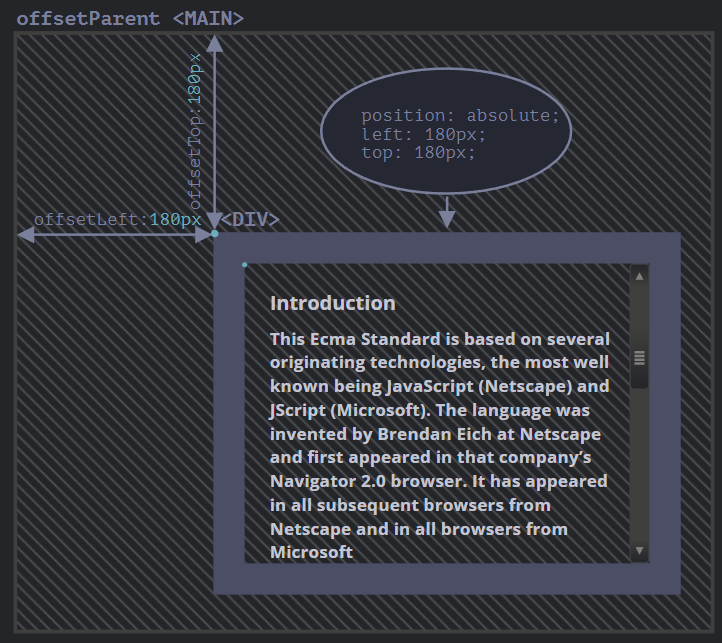 offsetParent <MAIN>
offsetTop:180px
position: absolute;
left: 180px;
top: 180px;
offsetLeft:180px
<DIV>
Introduction
This Ecma Standard is based on several
originating technologies, the most well
known being JavaScript (Netscape) and
JScript (Microsoft). The language was
invented by Brendan Eich at Netscape
and first appeared in that company’s
Navigator 2.0 browser. It has appeared
in all subsequent browsers from
Netscape and in all browsers from
Microsoft